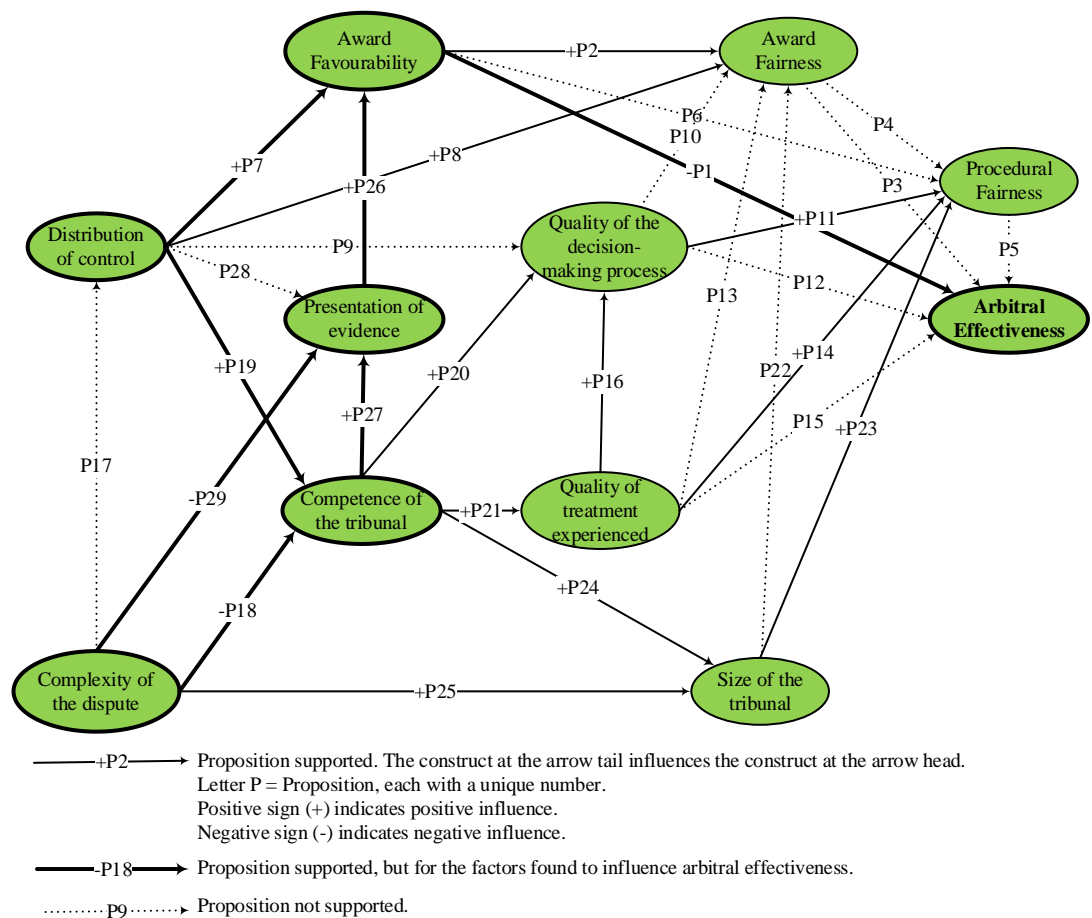 Award
Favourability
+P2
Award
Fairness
P6
P10
P4
+P7
+P8
-P1
P3
Procedural
Fairness
+P26
Distribution
of control
P9
Quality of the
decision-
making process
+P11
P5
P28
P13
P12
Presentation of
evidence
Arbitral
Effectiveness
+P19
+P20
P22
+P14
+P16
+P27
P15
+P23
P17
-P29
Competence of
the tribunal
+P21
Quality of
treatment
experienced
+P24
-P18
Complexity of
the dispute
+P25
Size of the
tribunal
+P2 Proposition supported. The construct at the arrow tail influences the construct at the arrow head.
Letter P = Proposition, each with a unique number.
Positive sign (+) indicates positive influence.
Negative sign (-) indicates negative influence.
-P18 Proposition supported, but for the factors found to influence arbitral effectiveness.
P9 Proposition not supported.